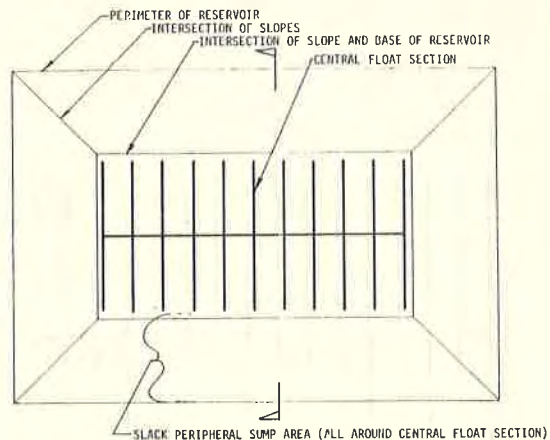 PERIMETER OF RESERVOIR
INTERSECTION OF SLOPES
INTERSECTION OF SLOPE AND BASE OF RESERVOIR
CENTRAL FLOAT SECTION
SLACK PERIPHERAL SUMP AREA (ALL AROUND CENTRAL FLOAT SECTION)